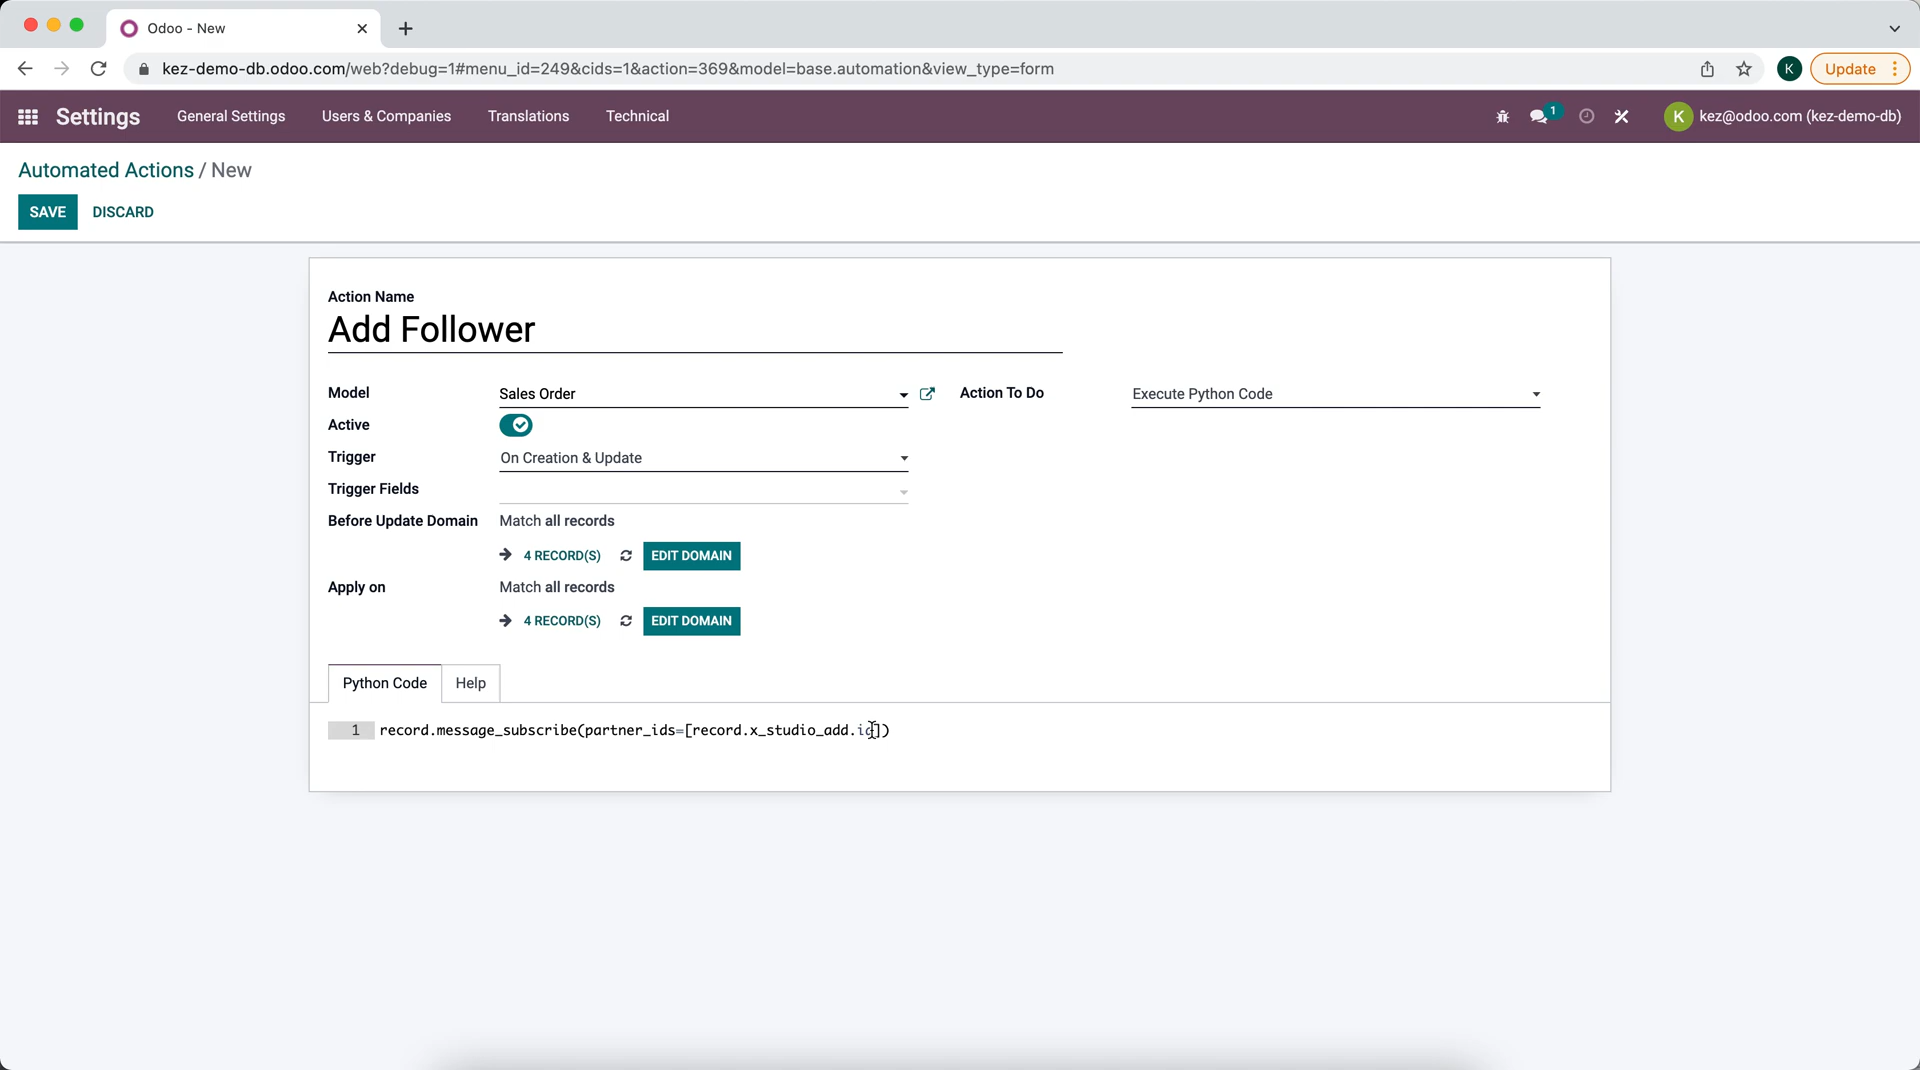 Odoo - New
kez-demo-db.odoo.com/web?debug=1#menu_id=249&cids=1&action=369&model=base.automation&view_type=form
K
Update
Settings
General Settings
Users & Companies
Translations
Technical
1
K
kez@odoo.com (kez-demo-db)
Automated Actions / New
SAVE
DISCARD
Action Name
Add Follower
Model
Sales Order
Action To Do
Execute Python Code
Active
Trigger
On Creation & Update
Trigger Fields
Before Update Domain
Match all records
4 RECORD(S)
EDIT DOMAIN
Apply on
Match all records
4 RECORD(S)
EDIT DOMAIN
Python Code
Help
1
record.message_subscribe(partner_ids=[record.x_studio_add.id])